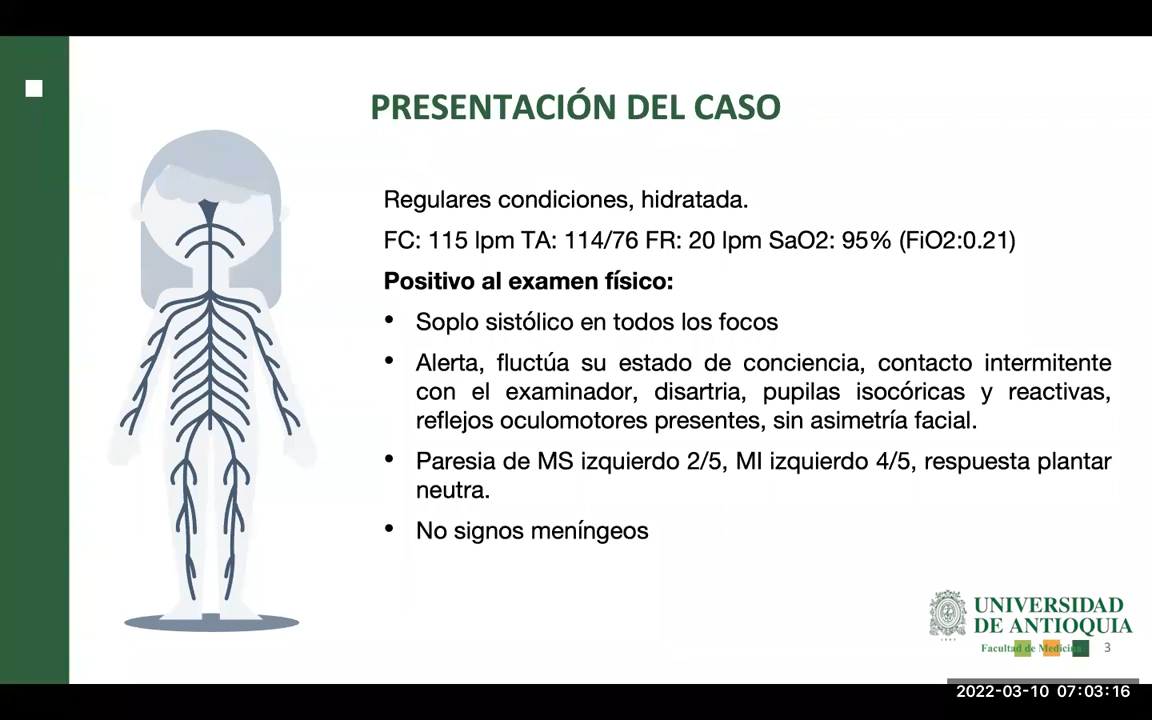 PRESENTACIÓN DEL CASO
Regulares condiciones, hidratada.
FC: 115 lpm TA: 114/76 FR: 20 lpm SaO2: 95% (FiO2:0.21)
Positivo al examen físico:
• Soplo sistólico en todos los focos
• Alerta, fluctúa su estado de conciencia, contacto intermitente
con el examinador, disartria, pupilas isocóricas y reactivas,
reflejos oculomotores presentes, sin asimetría facial.
• Paresia de MS izquierdo 2/5, MI izquierdo 4/5, respuesta plantar
neutra.
• No signos meníngeos
UNIVERSIDAD
DE ANTIOQUIA
Facultad de Medicina
3
2022-03-10 07:03:16